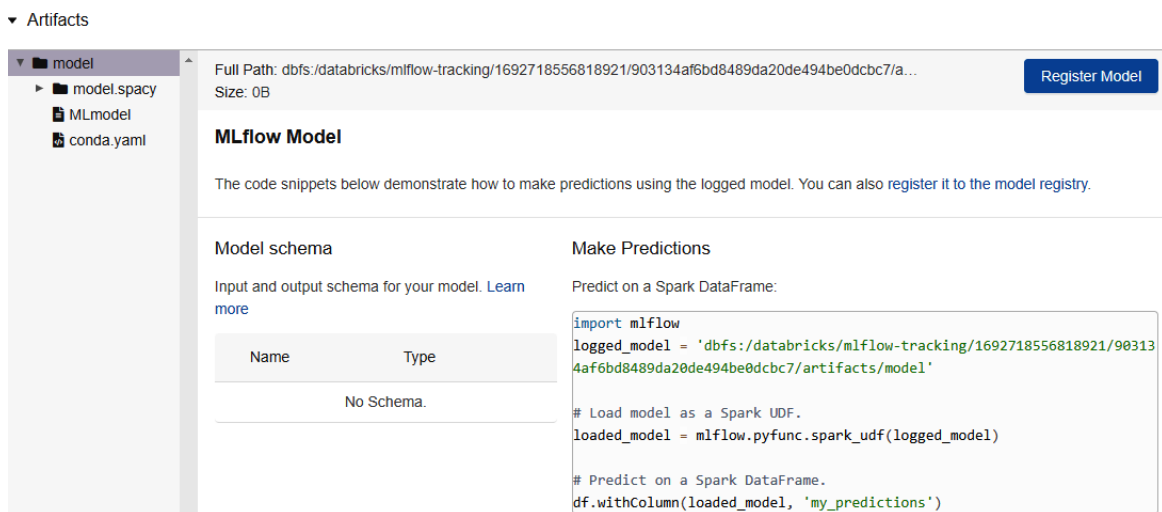 Artifacts
model
model.spacy
MLmodel
conda.yaml
Full Path: dbfs:/databricks/mlflow-tracking/1692718556818921/903134af6bd8489da20de494be0dcbc7/a...
Size: 0B
Register Model
MLflow Model
The code snippets below demonstrate how to make predictions using the logged model. You can also register it to the model registry.
Model schema
Input and output schema for your model. Learn
more
Name Type
No Schema.
Make Predictions
Predict on a Spark DataFrame:
import mlflow
logged_model = 'dbfs:/databricks/mlflow-tracking/1692718556818921/90313
4af6bd8489da20de494be0dcbc7/artifacts/model'
# Load model as a Spark UDF.
loaded_model = mlflow.pyfunc.spark_udf(logged_model)
# Predict on a Spark DataFrame.
df.withColumn(loaded_model, 'my_predictions')